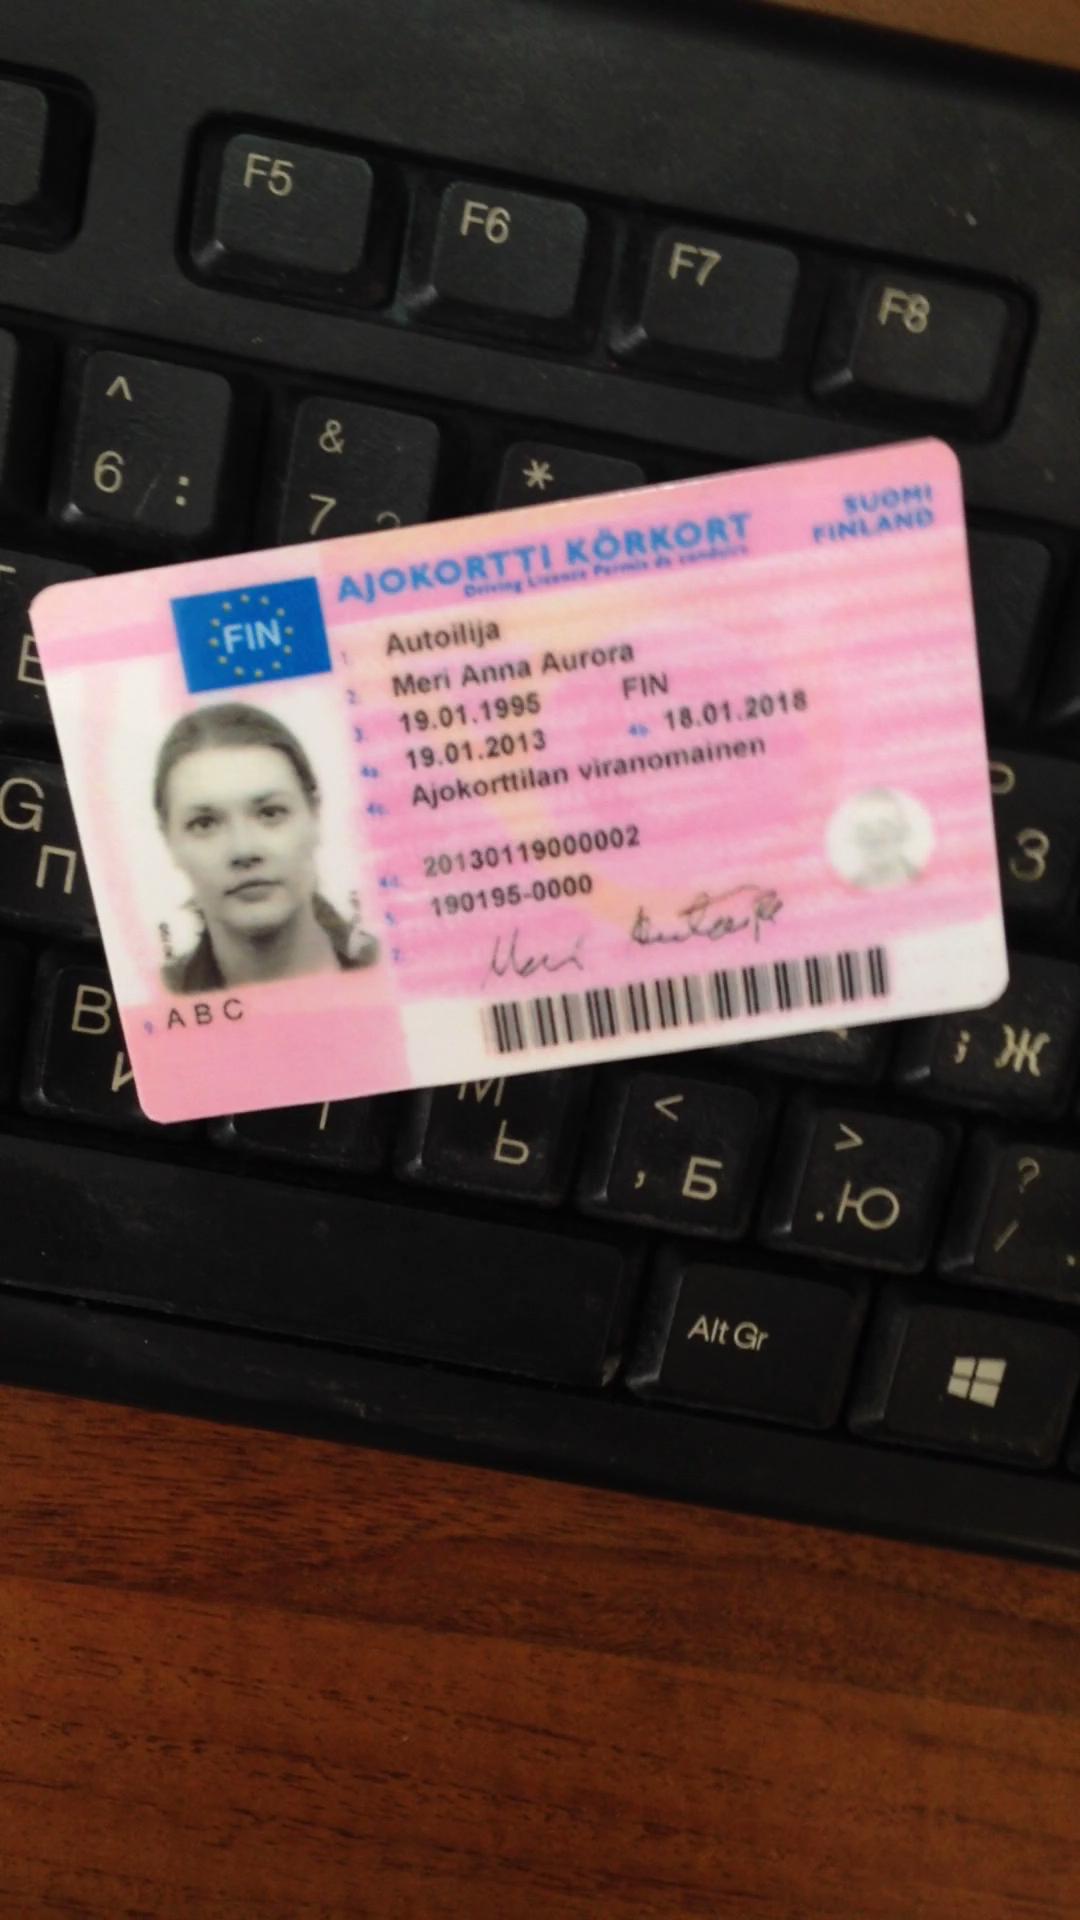 F5
F6
F7
F8
^
6 :
&
7
*
AJOKORTTI KÖRKORT
Driving Licence Permis de conduire
SUOMI
FINLAND
FIN
1. Autoilija
2. Meri Anna Aurora
3. 19.01.1995 FIN
4a. 19.01.2013 4b. 18.01.2018
4c. Ajokorttilan viranomainen
4d. 20130119000002
5. 190195-0000
7. Meri Autoilija
9. A B C
G
П
З
B
И
М
Ь
; Ж
<
, Б
>
. Ю
?
/ .
Alt Gr